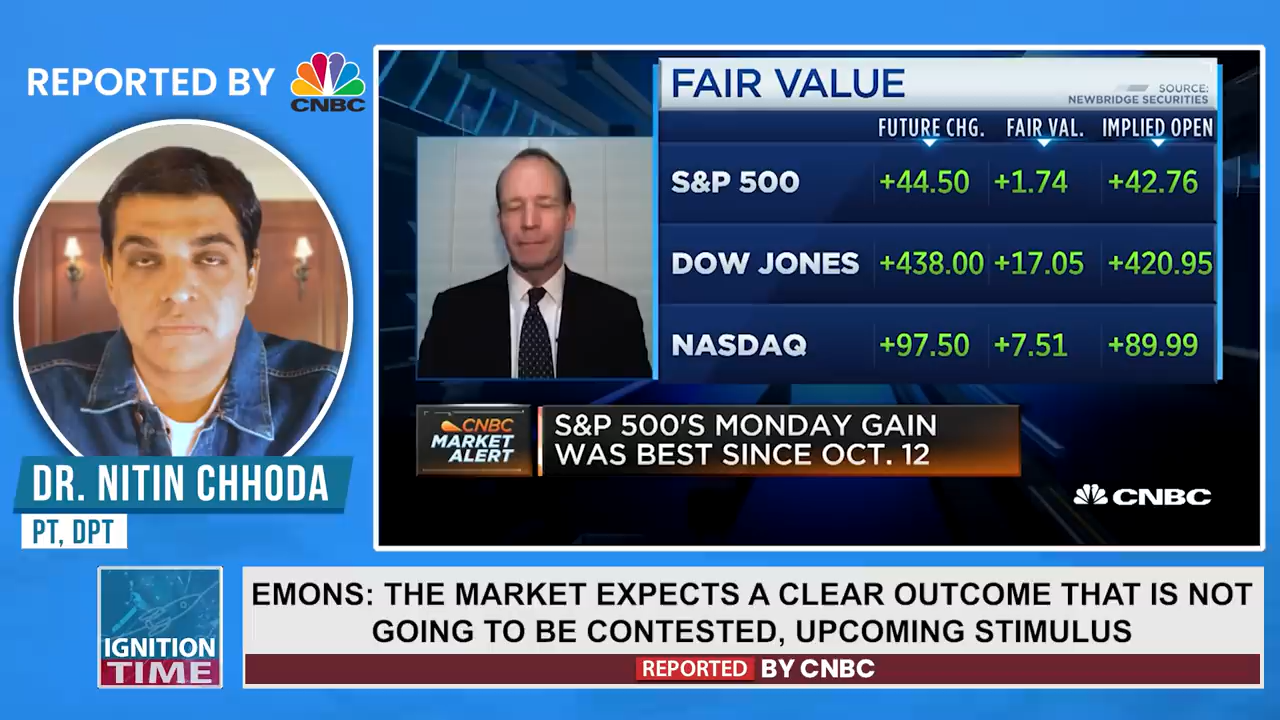 REPORTED BY
CNBC
DR. NITIN CHHODA
PT, DPT
FAIR VALUE
SOURCE:
NEWBRIDGE SECURITIES
FUTURE CHG. FAIR VAL. IMPLIED OPEN
S&P 500 +44.50 +1.74 +42.76
DOW JONES +438.00 +17.05 +420.95
NASDAQ +97.50 +7.51 +89.99
CNBC
MARKET
ALERT
S&P 500'S MONDAY GAIN
WAS BEST SINCE OCT. 12
CNBC
IGNITION
TIME
EMONS: THE MARKET EXPECTS A CLEAR OUTCOME THAT IS NOT
GOING TO BE CONTESTED, UPCOMING STIMULUS
REPORTED BY CNBC